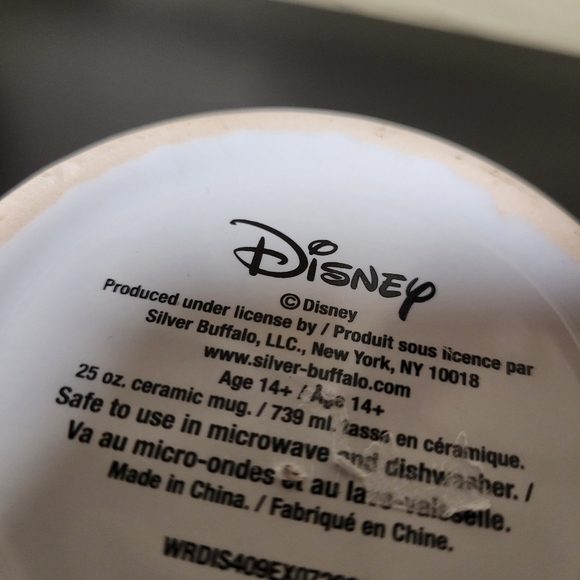 Disney
© Disney
Produced under license by / Produit sous licence par
Silver Buffalo, LLC., New York, NY 10018
www.silver-buffalo.com
Age 14+ / Âge 14+
25 oz. ceramic mug. / 739 ml. tasse en céramique.
Safe to use in microwave and dishwasher. /
Va au micro-ondes et au lave-vaisselle.
Made in China. / Fabriqué en Chine.